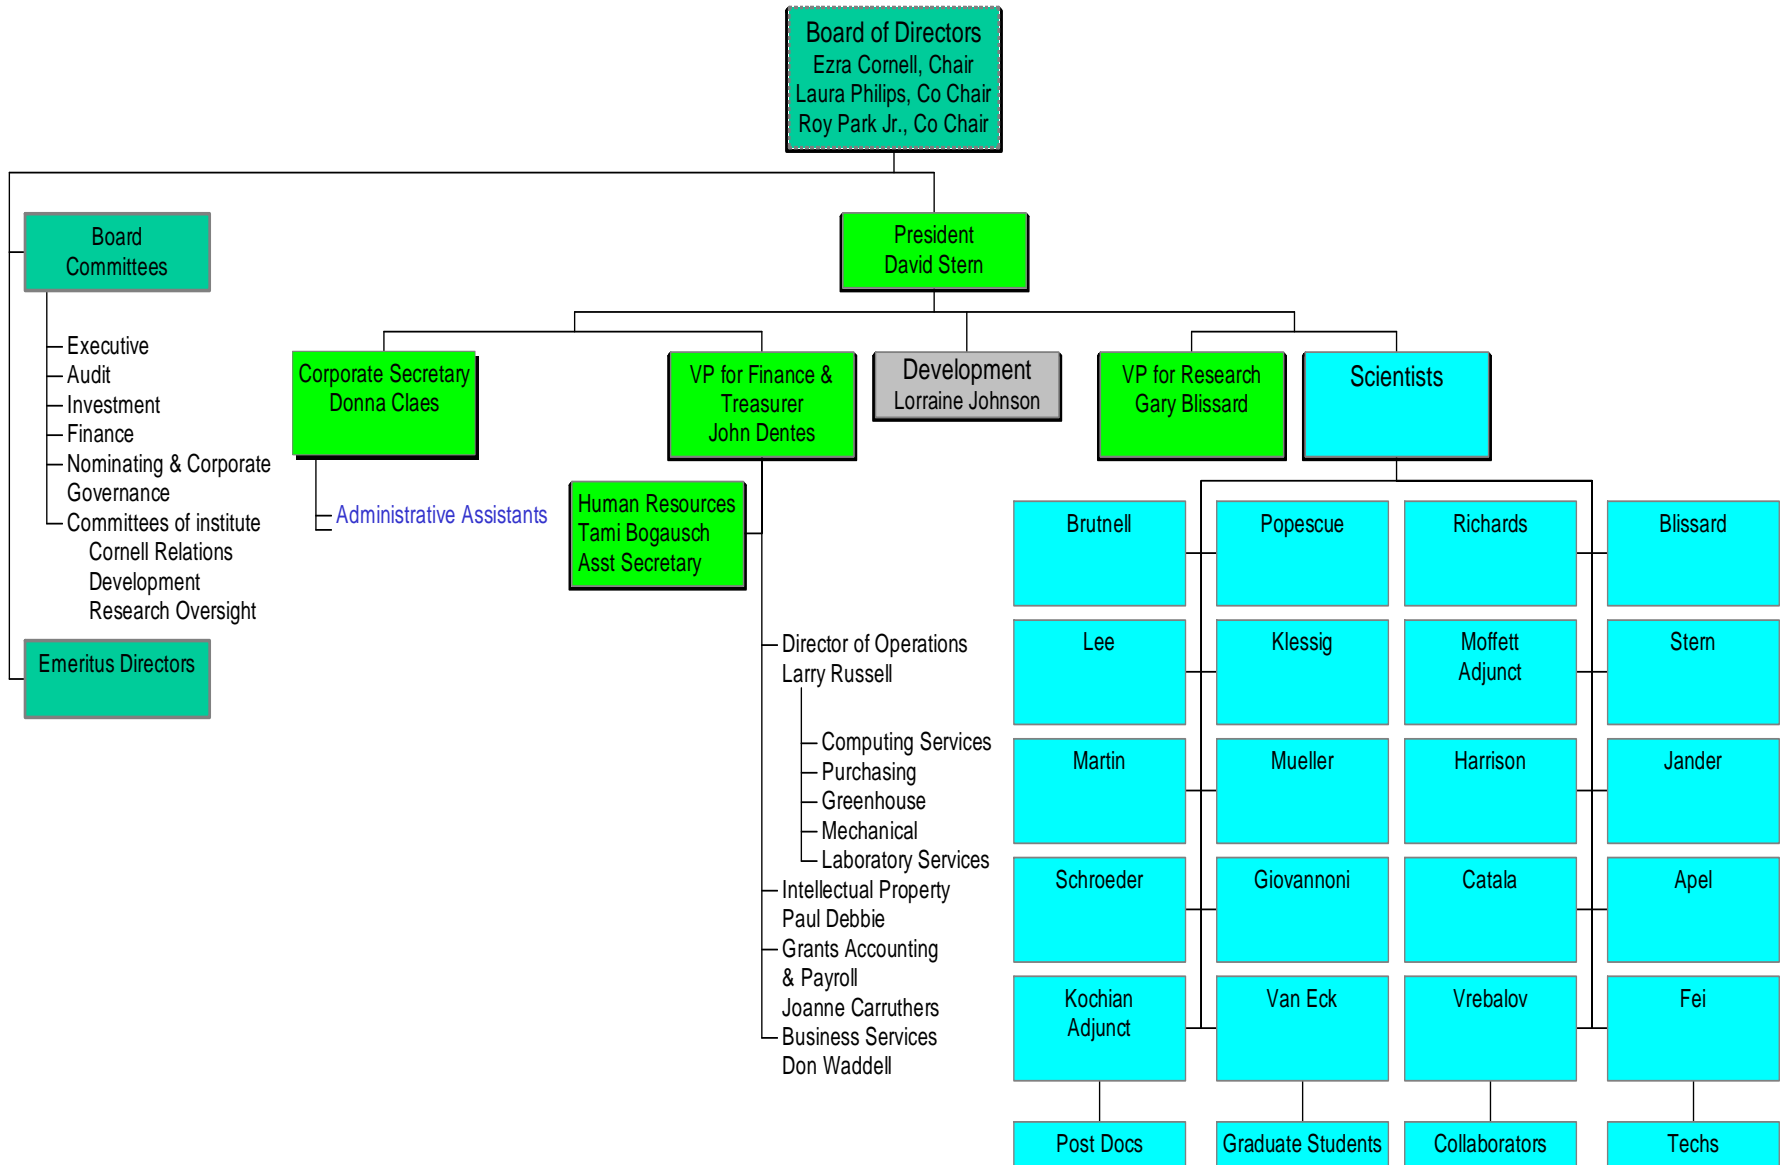 Board of Directors
Ezra Cornell, Chair
Laura Philips, Co Chair
Roy Park Jr., Co Chair
Board
Committees
Executive
Audit
Investment
Finance
Nominating & Corporate
Governance
Committees of institute
Cornell Relations
Development
Research Oversight
Emeritus Directors
President
David Stern
Corporate Secretary
Donna Claes
Administrative Assistants
VP for Finance &
Treasurer
John Dentes
Human Resources
Tami Bogausch
Asst Secretary
Director of Operations
Larry Russell
Computing Services
Purchasing
Greenhouse
Mechanical
Laboratory Services
Intellectual Property
Paul Debbie
Grants Accounting
& Payroll
Joanne Carruthers
Business Services
Don Waddell
Development
Lorraine Johnson
VP for Research
Gary Blissard
Scientists
Brutnell
Popescue
Richards
Blissard
Lee
Klessig
Moffett
Adjunct
Stern
Martin
Mueller
Harrison
Jander
Schroeder
Giovannoni
Catala
Apel
Kochian
Adjunct
Van Eck
Vrebalov
Fei
Post Docs
Graduate Students
Collaborators
Techs